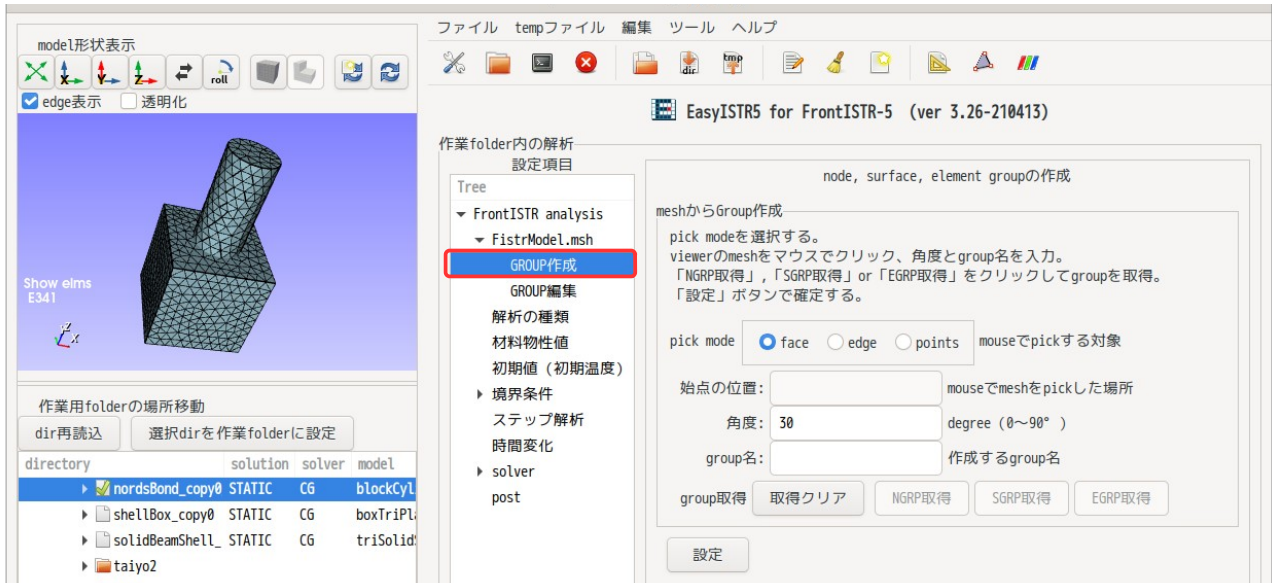 model形状表示
roll
edge表示 透明化
Show elms
E341
Z
X
作業用folderの場所移動
dir再読込 選択dirを作業folderに設定
directory solution solver model
nordsBond_copy0 STATIC CG blockCyl
shellBox_copy0 STATIC CG boxTriPl
solidBeamShell_ STATIC CG triSolid
taiyo2
ファイル tempファイル 編集 ツール ヘルプ
dir tmp
EasyISTR5 for FrontISTR-5 (ver 3.26-210413)
作業folder内の解析
設定項目
Tree
FrontISTR analysis
FistrModel.msh
GROUP作成
GROUP編集
解析の種類
材料物性値
初期値（初期温度）
境界条件
ステップ解析
時間変化
solver
post
node, surface, element groupの作成
meshからGroup作成
pick modeを選択する。
viewerのmeshをマウスでクリック、角度とgroup名を入力。
「NGRP取得」,「SGRP取得」or「EGRP取得」をクリックしてgroupを取得。
「設定」ボタンで確定する。
pick mode face edge points mouseでpickする対象
始点の位置: mouseでmeshをpickした場所
角度: 30 degree (0～90° )
group名: 作成するgroup名
group取得 取得クリア NGRP取得 SGRP取得 EGRP取得
設定